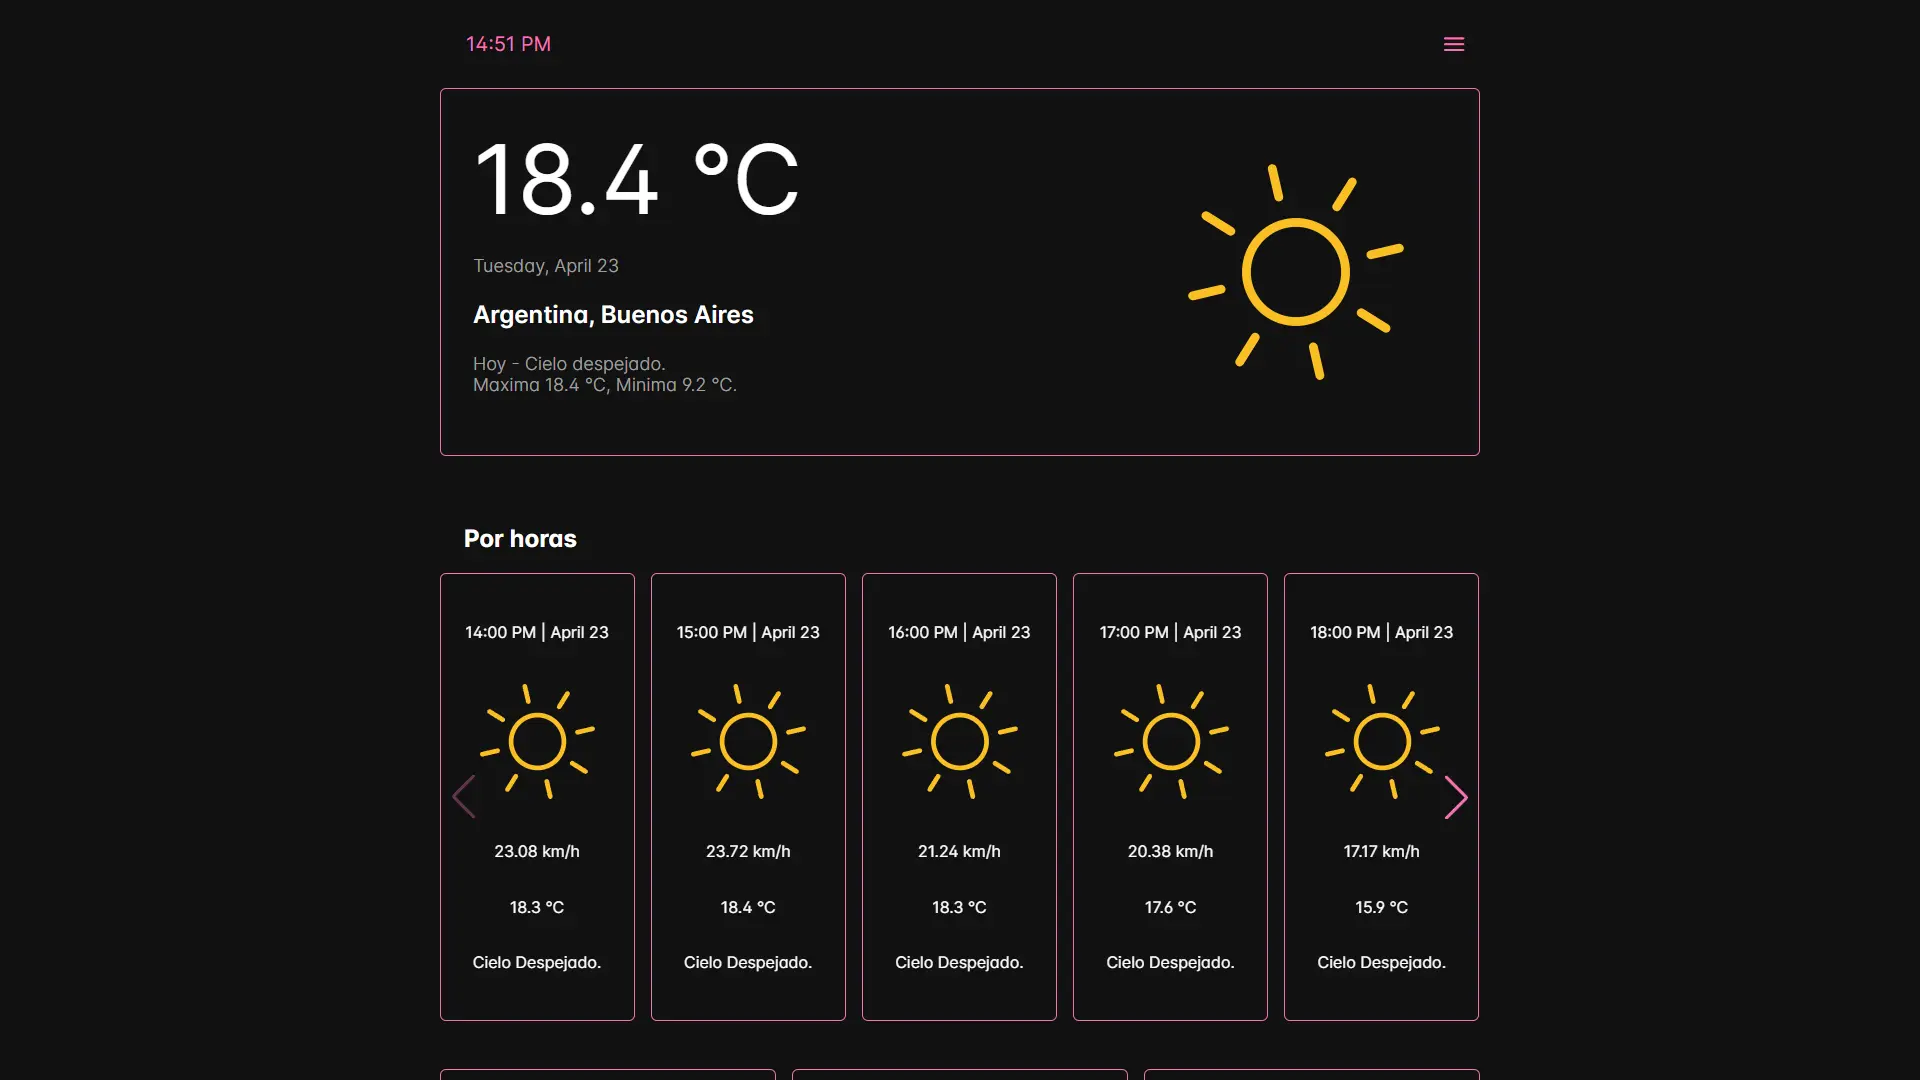 14:51 PM
18.4 °C
Tuesday, April 23
Argentina, Buenos Aires
Hoy - Cielo despejado.
Maxima 18.4 °C, Minima 9.2 °C.
Por horas
14:00 PM | April 23
23.08 km/h
18.3 °C
Cielo Despejado.
15:00 PM | April 23
23.72 km/h
18.4 °C
Cielo Despejado.
16:00 PM | April 23
21.24 km/h
18.3 °C
Cielo Despejado.
17:00 PM | April 23
20.38 km/h
17.6 °C
Cielo Despejado.
18:00 PM | April 23
17.17 km/h
15.9 °C
Cielo Despejado.